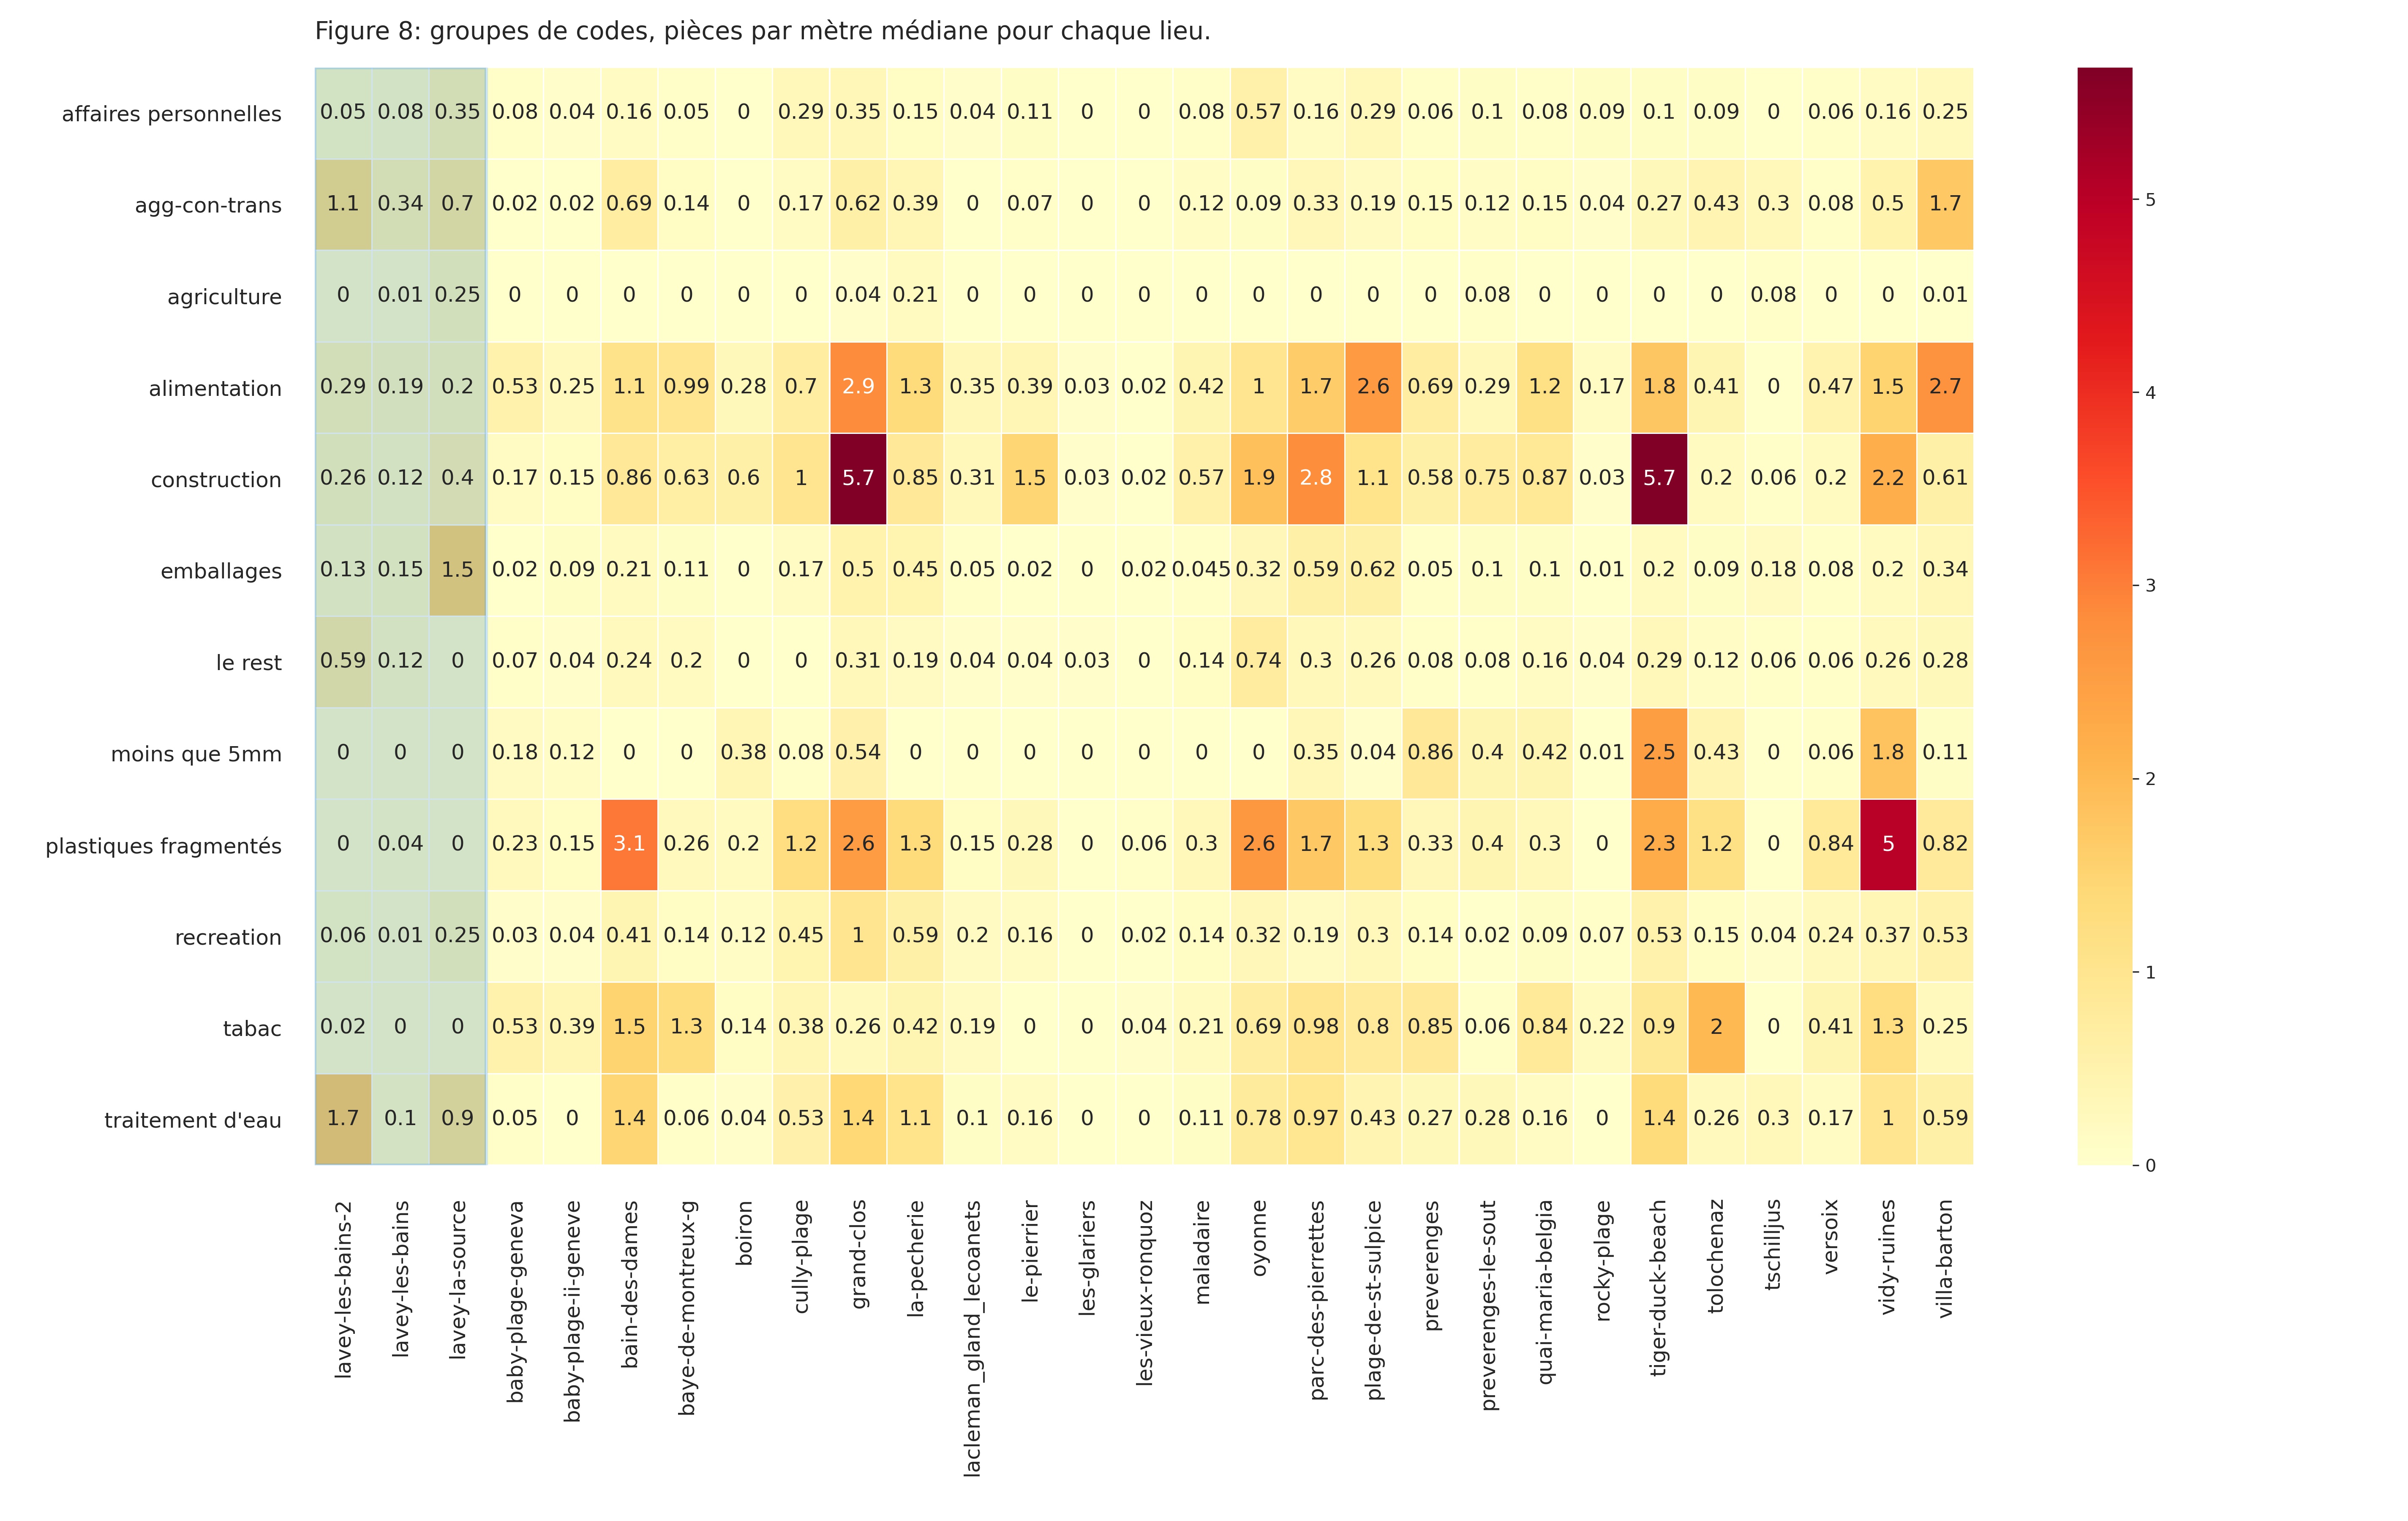 Figure 8: groupes de codes, pièces par mètre médiane pour chaque lieu.
affaires personnelles 0.05 0.08 0.35 0.08 0.04 0.16 0.05 0 0.29 0.35 0.15 0.04 0.11 0 0 0.08 0.57 0.16 0.29 0.06 0.1 0.08 0.09 0.1 0.09 0 0.06 0.16 0.25
agg-con-trans 1.1 0.34 0.7 0.02 0.02 0.69 0.14 0 0.17 0.62 0.39 0 0.07 0 0 0.12 0.09 0.33 0.19 0.15 0.12 0.15 0.04 0.27 0.43 0.3 0.08 0.5 1.7
agriculture 0 0.01 0.25 0 0 0 0 0 0 0.04 0.21 0 0 0 0 0 0 0 0 0 0.08 0 0 0 0 0.08 0 0 0.01
alimentation 0.29 0.19 0.2 0.53 0.25 1.1 0.99 0.28 0.7 2.9 1.3 0.35 0.39 0.03 0.02 0.42 1 1.7 2.6 0.69 0.29 1.2 0.17 1.8 0.41 0 0.47 1.5 2.7
construction 0.26 0.12 0.4 0.17 0.15 0.86 0.63 0.6 1 5.7 0.85 0.31 1.5 0.03 0.02 0.57 1.9 2.8 1.1 0.58 0.75 0.87 0.03 5.7 0.2 0.06 0.2 2.2 0.61
emballages 0.13 0.15 1.5 0.02 0.09 0.21 0.11 0 0.17 0.5 0.45 0.05 0.02 0 0.02 0.045 0.32 0.59 0.62 0.05 0.1 0.1 0.01 0.2 0.09 0.18 0.08 0.2 0.34
le rest 0.59 0.12 0 0.07 0.04 0.24 0.2 0 0 0.31 0.19 0.04 0.04 0.03 0 0.14 0.74 0.3 0.26 0.08 0.08 0.16 0.04 0.29 0.12 0.06 0.06 0.26 0.28
moins que 5mm 0 0 0 0.18 0.12 0 0 0.38 0.08 0.54 0 0 0 0 0 0 0 0.35 0.04 0.86 0.4 0.42 0.01 2.5 0.43 0 0.06 1.8 0.11
plastiques fragmentés 0 0.04 0 0.23 0.15 3.1 0.26 0.2 1.2 2.6 1.3 0.15 0.28 0 0.06 0.3 2.6 1.7 1.3 0.33 0.4 0.3 0 2.3 1.2 0 0.84 5 0.82
recreation 0.06 0.01 0.25 0.03 0.04 0.41 0.14 0.12 0.45 1 0.59 0.2 0.16 0 0.02 0.14 0.32 0.19 0.3 0.14 0.02 0.09 0.07 0.53 0.15 0.04 0.24 0.37 0.53
tabac 0.02 0 0 0.53 0.39 1.5 1.3 0.14 0.38 0.26 0.42 0.19 0 0 0.04 0.21 0.69 0.98 0.8 0.85 0.06 0.84 0.22 0.9 2 0 0.41 1.3 0.25
traitement d'eau 1.7 0.1 0.9 0.05 0 1.4 0.06 0.04 0.53 1.4 1.1 0.1 0.16 0 0 0.11 0.78 0.97 0.43 0.27 0.28 0.16 0 1.4 0.26 0.3 0.17 1 0.59
lavey-les-bains-2
lavey-les-bains
lavey-la-source
baby-plage-geneva
baby-plage-ii-geneve
bain-des-dames
baye-de-montreux-g
boiron
cully-plage
grand-clos
la-pecherie
lacleman_gland_lecoanets
le-pierrier
les-glariers
les-vieux-ronquoz
maladaire
oyonne
parc-des-pierrettes
plage-de-st-sulpice
preverenges
preverenges-le-sout
quai-maria-belgia
rocky-plage
tiger-duck-beach
tolochenaz
tschilljus
versoix
vidy-ruines
villa-barton
5
4
3
2
1
0